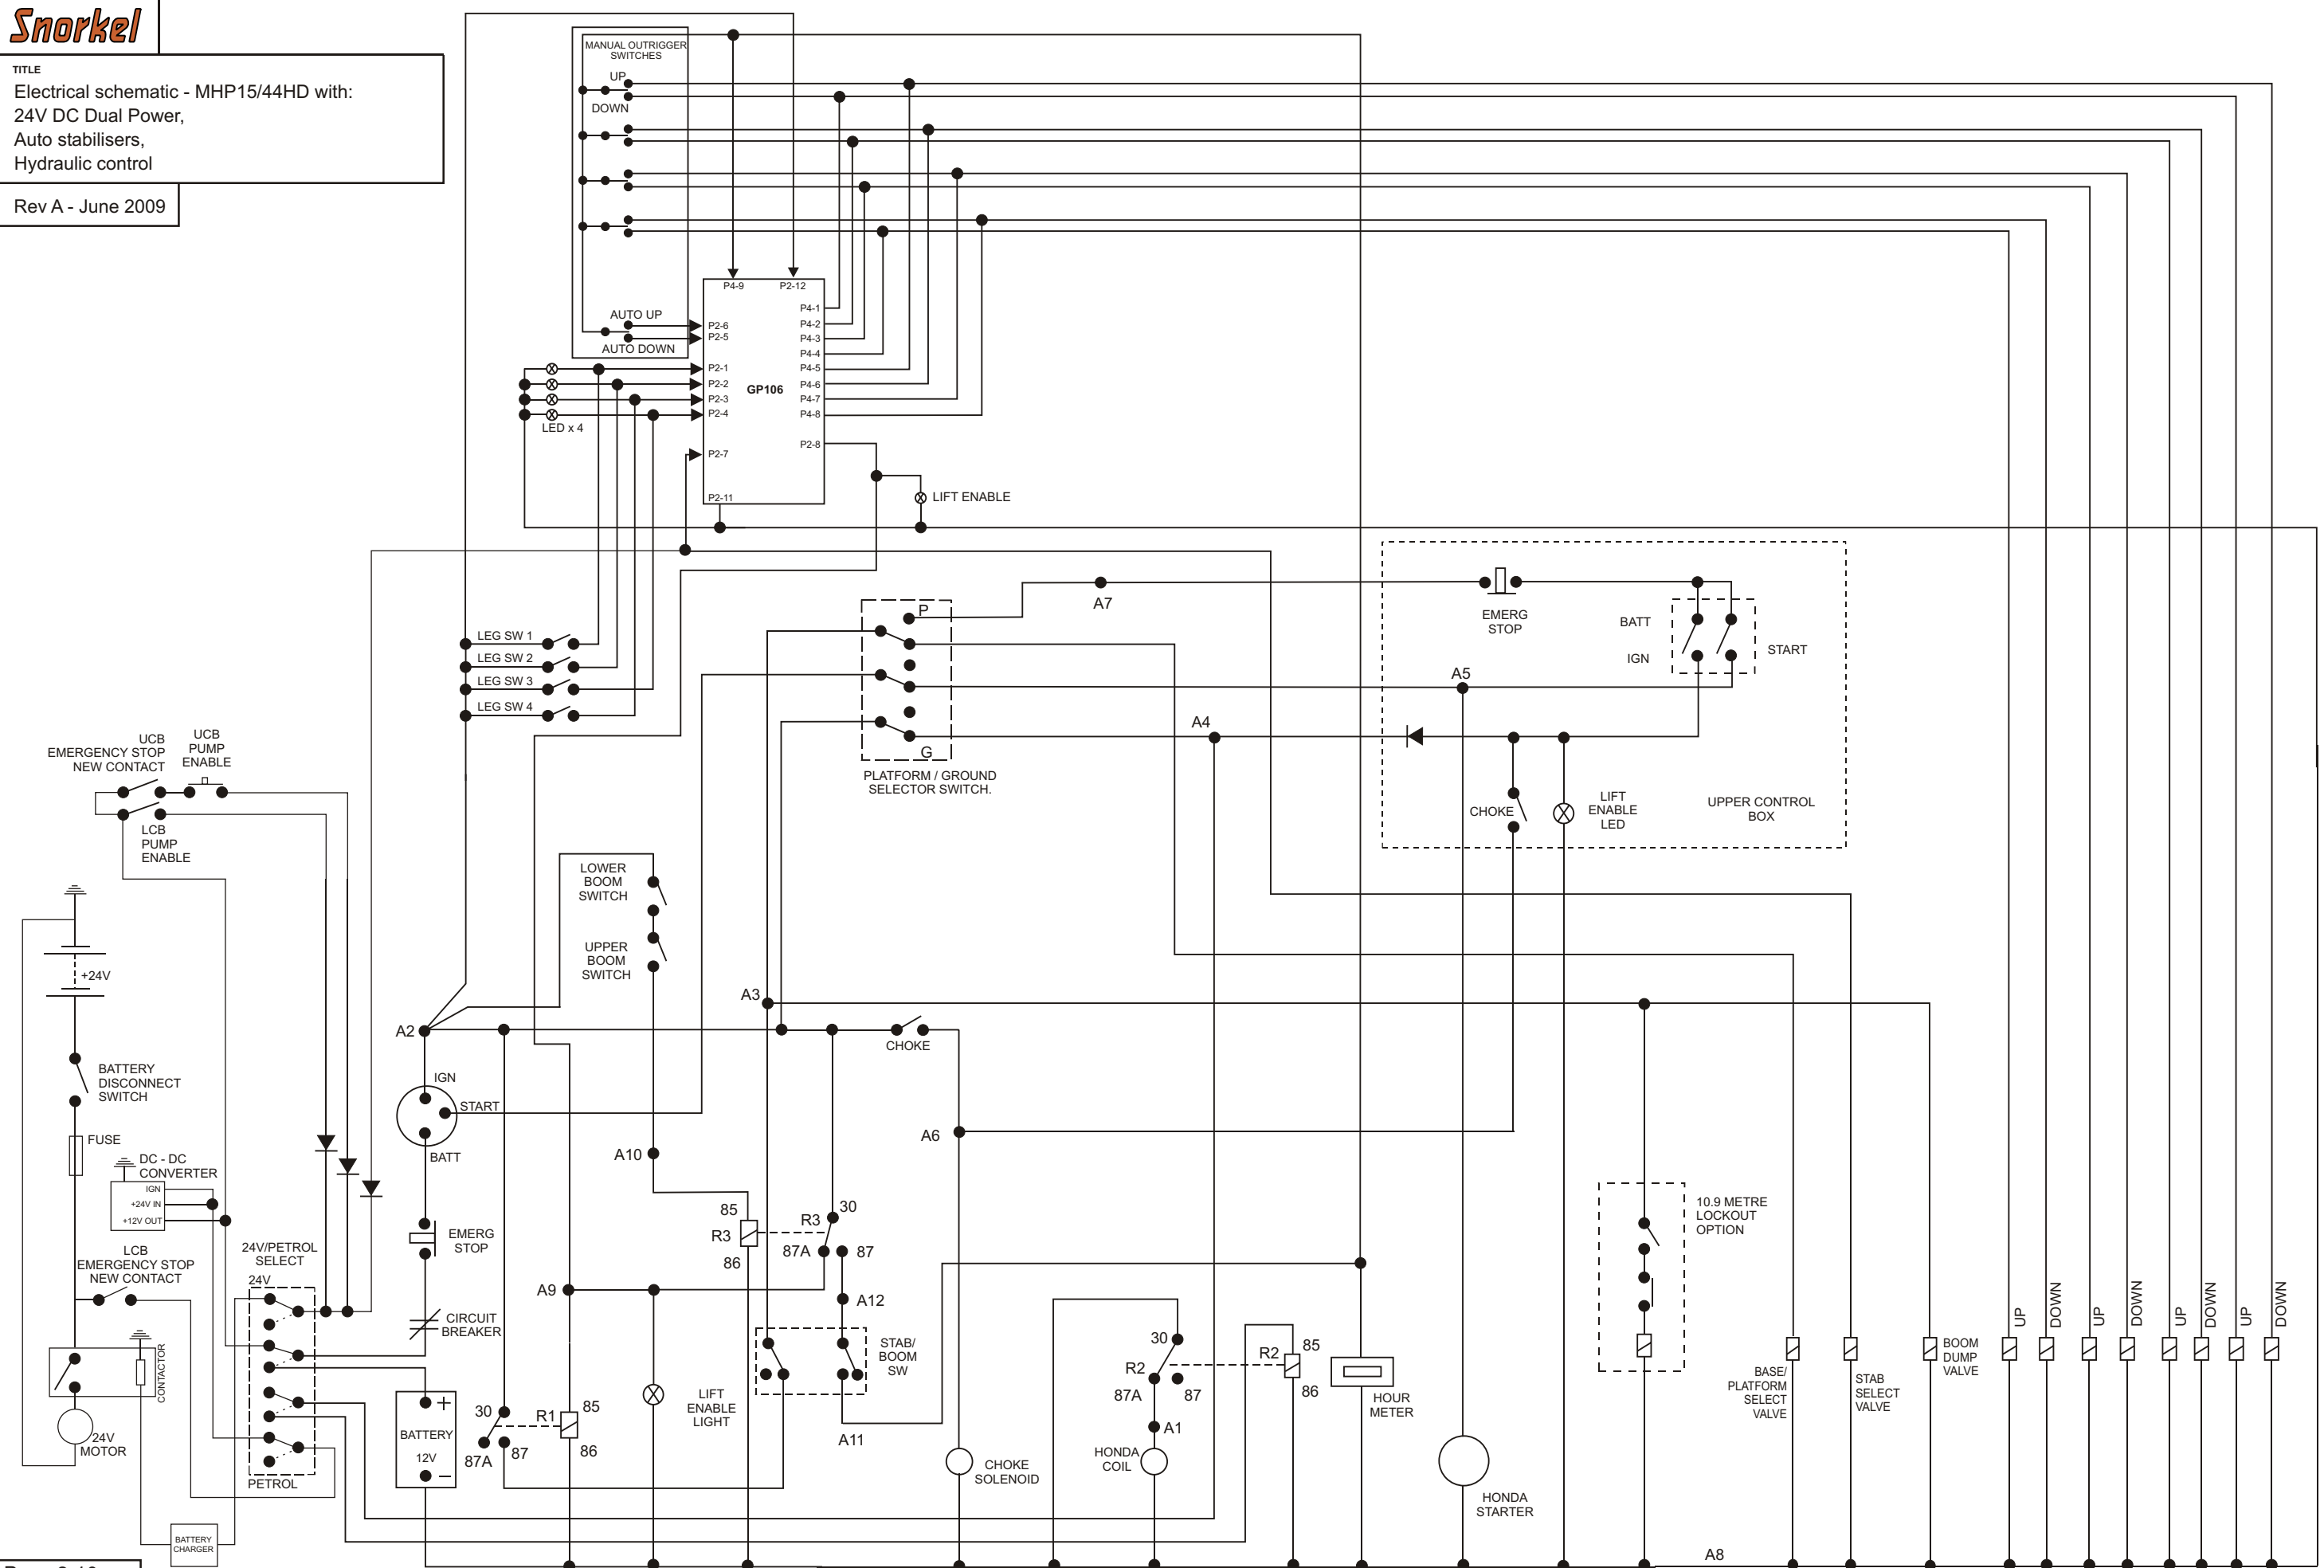 Snorkel
TITLE
Electrical schematic - MHP15/44HD with:
24V DC Dual Power,
Auto stabilisers,
Hydraulic control
Rev A - June 2009
MANUAL OUTRIGGER
SWITCHES
UP
DOWN
AUTO UP
AUTO DOWN
P4-9
P2-12
P2-6
P2-5
P2-1
P2-2
P2-3
P2-4
P2-7
P2-11
GP106
P4-1
P4-2
P4-3
P4-4
P4-5
P4-6
P4-7
P4-8
P2-8
LED x 4
LIFT ENABLE
LEG SW 1
LEG SW 2
LEG SW 3
LEG SW 4
P
G
PLATFORM / GROUND
SELECTOR SWITCH.
A7
EMERG
STOP
BATT
IGN
START
A5
A4
CHOKE
LIFT
ENABLE
LED
UPPER CONTROL
BOX
UCB
EMERGENCY STOP
NEW CONTACT
UCB
PUMP
ENABLE
LCB
PUMP
ENABLE
+24V
BATTERY
DISCONNECT
SWITCH
FUSE
DC - DC
CONVERTER
IGN
+24V IN
+12V OUT
LCB
EMERGENCY STOP
NEW CONTACT
24V/PETROL
SELECT
24V
PETROL
CONTACTOR
24V
MOTOR
BATTERY
CHARGER
LOWER
BOOM
SWITCH
UPPER
BOOM
SWITCH
A3
A2
CHOKE
IGN
START
BATT
A10
A6
EMERG
STOP
CIRCUIT
BREAKER
85
R3
86
R3
30
87A
87
A9
A12
STAB/
BOOM
SW
A11
BATTERY
12V
+
−
30
R1
85
86
87A
87
LIFT
ENABLE
LIGHT
CHOKE
SOLENOID
30
R2
87A
87
A1
HONDA
COIL
R2
85
86
HOUR
METER
HONDA
STARTER
10.9 METRE
LOCKOUT
OPTION
BASE/
PLATFORM
SELECT
VALVE
STAB
SELECT
VALVE
BOOM
DUMP
VALVE
UP
DOWN
UP
DOWN
UP
DOWN
UP
DOWN
A8